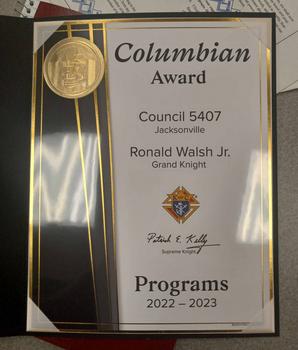 Columbian
Award
Council 5407
Jacksonville
Ronald Walsh Jr.
Grand Knight
Patrick E. Kelly
Supreme Knight
Programs
2022 – 2023